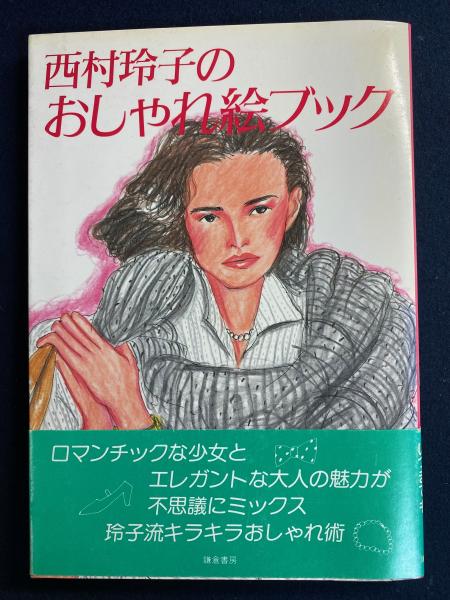 西村玲子の
おしゃれ絵ブック
ロマンチックな少女と
エレガントな大人の魅力が
不思議にミックス
玲子流キラキラおしゃれ術
鎌倉書房